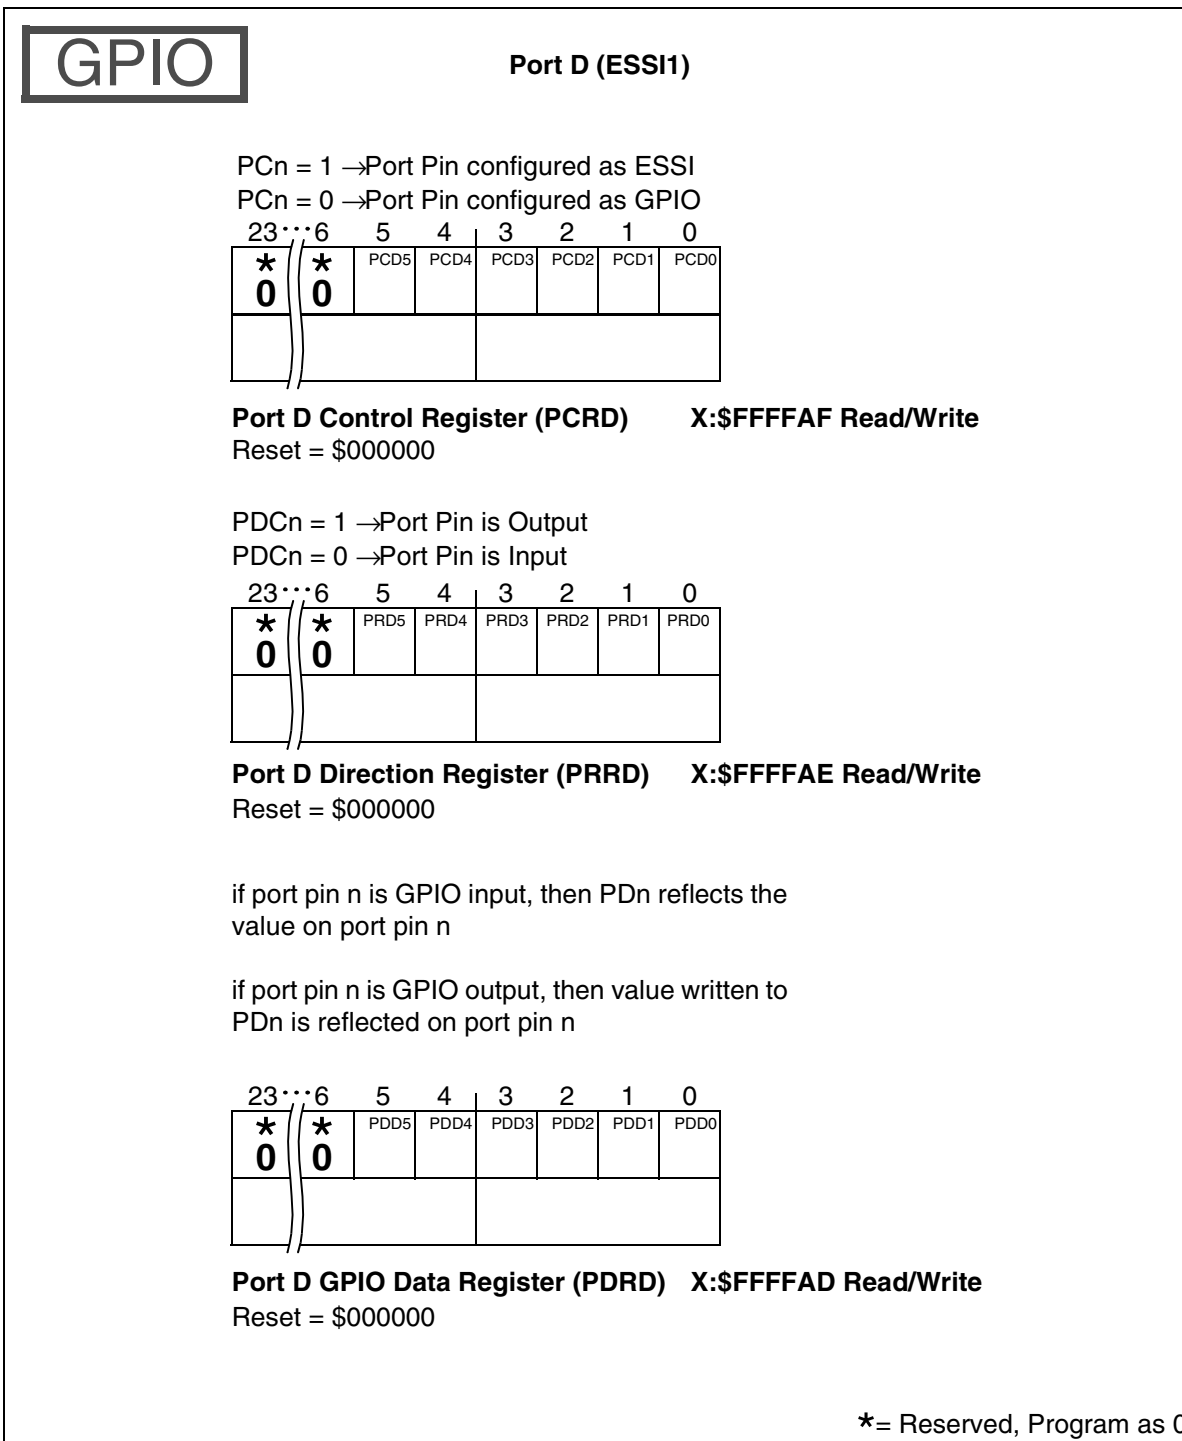 GPIO
Port D (ESSI1)
PCn = 1 →Port Pin configured as ESSI
PCn = 0 →Port Pin configured as GPIO
23 ··· 6 5 4 3 2 1 0
* * PCD5 PCD4 PCD3 PCD2 PCD1 PCD0
0 0
Port D Control Register (PCRD) X:$FFFFAF Read/Write
Reset = $000000
PDCn = 1 →Port Pin is Output
PDCn = 0 →Port Pin is Input
23 ··· 6 5 4 3 2 1 0
* * PRD5 PRD4 PRD3 PRD2 PRD1 PRD0
0 0
Port D Direction Register (PRRD) X:$FFFFAE Read/Write
Reset = $000000
if port pin n is GPIO input, then PDn reflects the
value on port pin n
if port pin n is GPIO output, then value written to
PDn is reflected on port pin n
23 ··· 6 5 4 3 2 1 0
* * PDD5 PDD4 PDD3 PDD2 PDD1 PDD0
0 0
Port D GPIO Data Register (PDRD) X:$FFFFAD Read/Write
Reset = $000000
*= Reserved, Program as 0